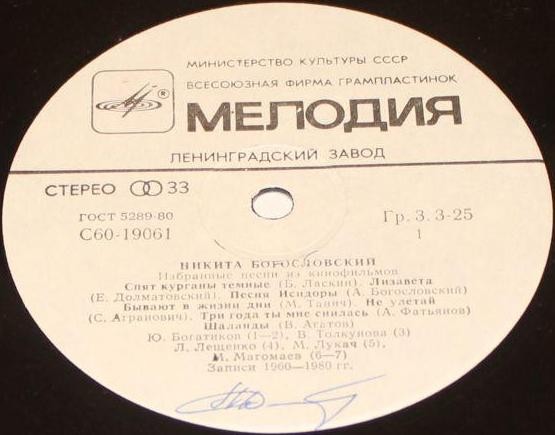 МИНИСТЕРСТВО КУЛЬТУРЫ СССР
ВСЕСОЮЗНАЯ ФИРМА ГРАМПЛАСТИНОК
®
МЕЛОДИЯ
ЛЕНИНГРАДСКИЙ ЗАВОД
СТЕРЕО 33
ГОСТ 5289-80
Гр. 3. 3-25
С60-19061
1
НИКИТА БОГОСЛОВСКИЙ
Избранные песни из кинофильмов
Спят курганы темные (Б. Ласкин). Лизавета
(Е. Долматовский). Песня Исидоры (А. Богословский)
Бывают в жизни дни (М. Танич). Не улетай
(С. Агранович). Три года ты мне снилась (А. Фатьянов)
Шаланды (В. Агатов)
Ю. Богатиков (1—2), В. Толкунова (3)
Л. Лещенко (4), М. Лукач (5),
М. Магомаев (6—7)
Записи 1960—1980 гг.